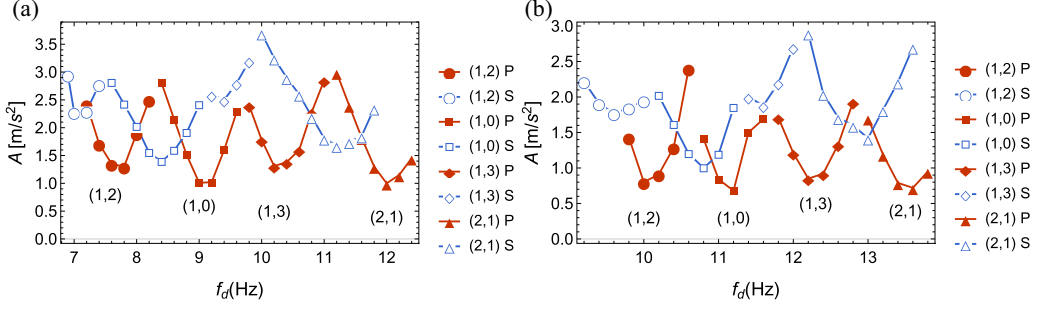 (a)
A [m/s²]
3.5
3.0
2.5
2.0
1.5
1.0
0.5
0.0
(1,2)
(1,0)
(1,3)
(2,1)
7 8 9 10 11 12
f_d(Hz)
(1,2) P
(1,2) S
(1,0) P
(1,0) S
(1,3) P
(1,3) S
(2,1) P
(2,1) S
(b)
A [m/s²]
3.0
2.5
2.0
1.5
1.0
0.5
0.0
(1,2)
(1,0)
(1,3)
(2,1)
10 11 12 13
f_d(Hz)
(1,2) P
(1,2) S
(1,0) P
(1,0) S
(1,3) P
(1,3) S
(2,1) P
(2,1) S